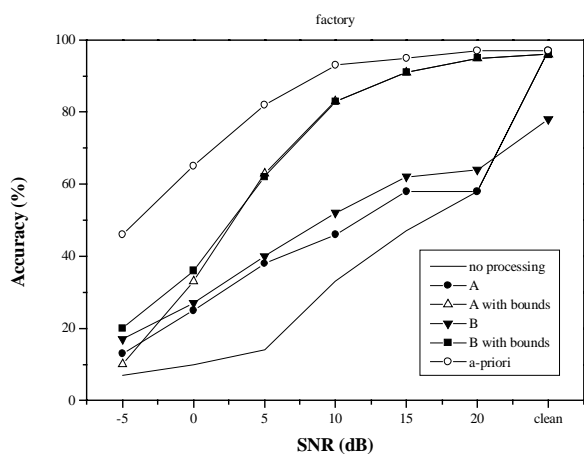 factory
100
80
60
40
20
0
Accuracy (%)
-5 0 5 10 15 20 clean
SNR (dB)
no processing
A
A with bounds
B
B with bounds
a-priori